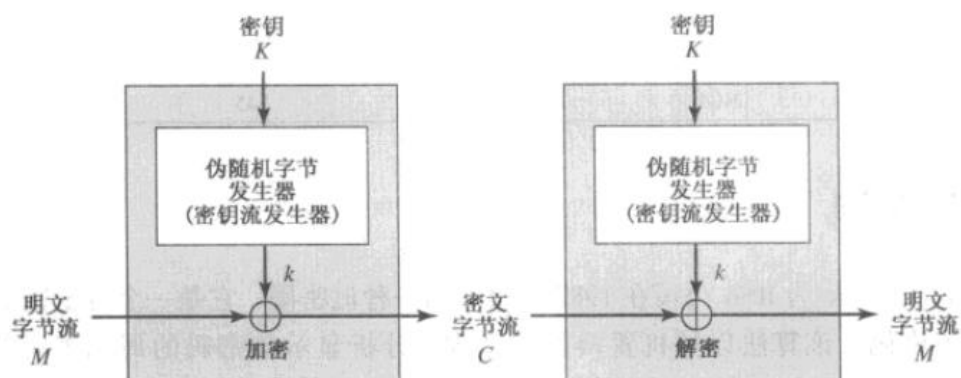 密钥
K
伪随机字节
发生器
(密钥流发生器)
k
明文
字节流
M
加密
密文
字节流
C
密钥
K
伪随机字节
发生器
(密钥流发生器)
k
解密
明文
字节流
M